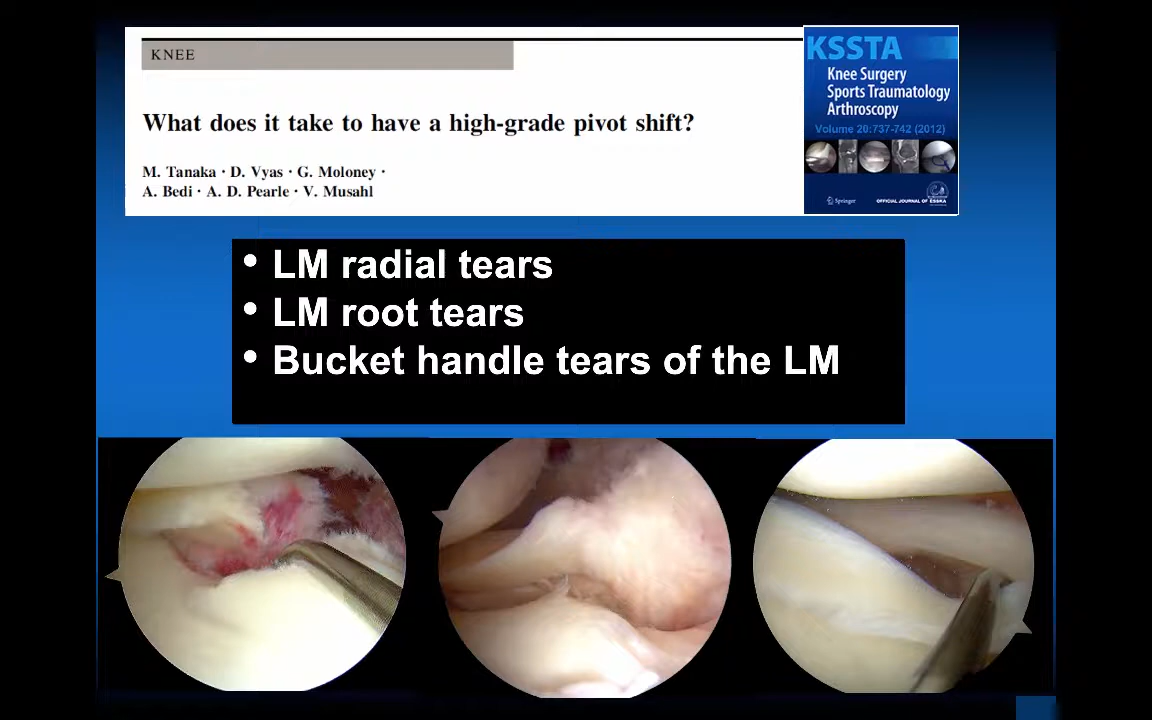 KNEE
What does it take to have a high-grade pivot shift?
M. Tanaka · D. Vyas · G. Moloney ·
A. Bedi · A. D. Pearle · V. Musahl
KSSTA
Knee Surgery
Sports Traumatology
Arthroscopy
Volume 20:737-742 (2012)
Springer
OFFICIAL JOURNAL OF ESSKA
• LM radial tears
• LM root tears
• Bucket handle tears of the LM